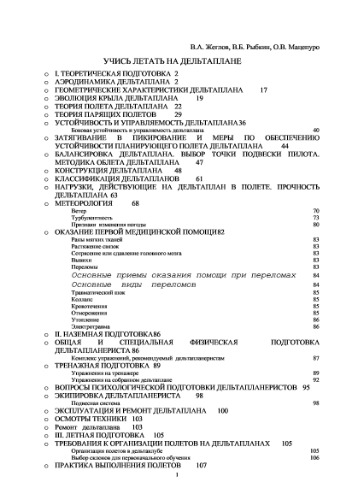 В.А. Жеглов, В.Б. Рыбкин, О.В. Мацепуро
УЧИСЬ ЛЕТАТЬ НА ДЕЛЬТАПЛАНЕ
o I. ТЕОРЕТИЧЕСКАЯ ПОДГОТОВКА 2
o АЭРОДИНАМИКА ДЕЛЬТАПЛАНА 2
o ГЕОМЕТРИЧЕСКИЕ ХАРАКТЕРИСТИКИ ДЕЛЬТАПЛАНА 17
o ЭВОЛЮЦИЯ КРЫЛА ДЕЛЬТАПЛАНА 19
o ТЕОРИЯ ПОЛЕТА ДЕЛЬТАПЛАНА 22
o ТЕОРИЯ ПАРЯЩИХ ПОЛЕТОВ 29
o УСТОЙЧИВОСТЬ И УПРАВЛЯЕМОСТЬ ДЕЛЬТАПЛАНА36
Боковая устойчивость и управляемость дельтаплана 40
o ЗАТЯГИВАНИЕ В ПИКИРОВАНИЕ И МЕРЫ ПО ОБЕСПЕЧЕНИЮ
УСТОЙЧИВОСТИ ПЛАНИРУЮЩЕГО ПОЛЕТА ДЕЛЬТАПЛАНА 44
o БАЛАНСИРОВКА ДЕЛЬТАПЛАНА. ВЫБОР ТОЧКИ ПОДВЕСКИ ПИЛОТА.
МЕТОДИКА ОБЛЕТА ДЕЛЬТАПЛАНА 47
o КОНСТРУКЦИЯ ДЕЛЬТАПЛАНА 48
o КЛАССИФИКАЦИЯ ДЕЛЬТАПЛАНОВ 61
o НАГРУЗКИ, ДЕЙСТВУЮЩИЕ НА ДЕЛЬТАПЛАН В ПОЛЕТЕ. ПРОЧНОСТЬ
ДЕЛЬТАПЛАНА 63
o МЕТЕОРОЛОГИЯ 68
Ветер 70
Турбулентность 73
Признаки изменения погоды 80
o ОКАЗАНИЕ ПЕРВОЙ МЕДИЦИНСКОЙ ПОМОЩИ82
Раны мягких тканей 83
Растяжение связок 83
Сотрясение или сдавление головного мозга 83
Вывихи 83
Переломы 83
Основные приемы оказания помощи при переломах 84
Основные виды переломов 84
Травматический шок 85
Коллапс 85
Кровотечения 85
Отморожения 85
Утопление 86
Электротравма 86
o II. НАЗЕМНАЯ ПОДГОТОВКА86
o ОБЩАЯ И СПЕЦИАЛЬНАЯ ФИЗИЧЕСКАЯ ПОДГОТОВКА
ДЕЛЬТАПЛАНЕРИСТА 86
Комплекс упражнений, рекомендуемый дельтапланеристам 87
o ТРЕНАЖНАЯ ПОДГОТОВКА 89
Упражнения на тренажере 89
Упражнения на собранном дельтаплане 92
o ВОПРОСЫ ПСИХОЛОГИЧЕСКОЙ ПОДГОТОВКИ ДЕЛЬТАПЛАНЕРИСТОВ 95
o ЭКИПИРОВКА ДЕЛЬТАПЛАНЕРИСТА 98
Подвесная система 98
o ЭКСПЛУАТАЦИЯ И РЕМОНТ ДЕЛЬТАПЛАНА 100
o ОСМОТРЫ ТЕХНИКИ 103
o Ремонт дельтаплана 103
o III. ЛЕТНАЯ ПОДГОТОВКА 105
o ТРЕБОВАНИЯ К ОРГАНИЗАЦИИ ПОЛЕТОВ НА ДЕЛЬТАПЛАНАХ 105
Организация полетов в дельтаклубе 105
Выбор склонов для первоначального обучения 106
o ПРАКТИКА ВЫПОЛНЕНИЯ ПОЛЕТОВ 107
1